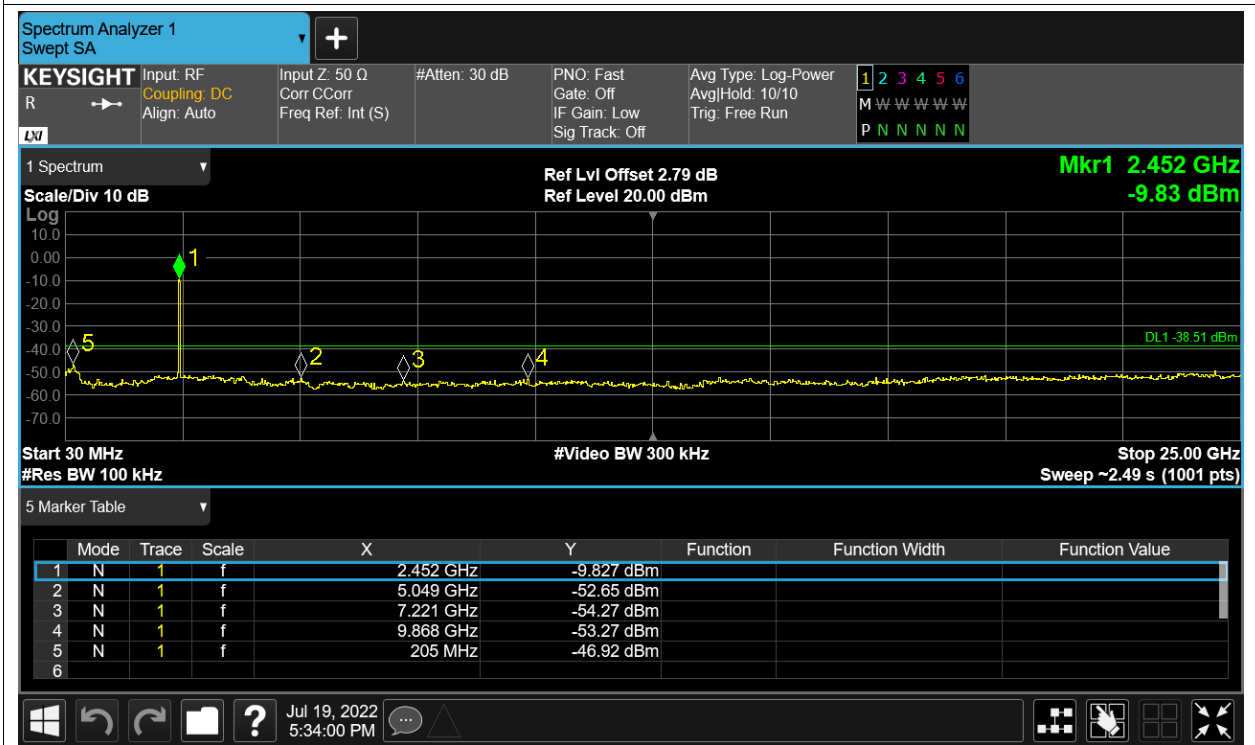 Spectrum Analyzer 1
Swept SA
+
KEYSIGHT Input: RF Input Z: 50 Ω #Atten: 30 dB PNO: Fast Avg Type: Log-Power 1 2 3 4 5 6
R Coupling: DC Corr CCorr Gate: Off Avg|Hold: 10/10 M W W W W W
Align: Auto Freq Ref: Int (S) IF Gain: Low Trig: Free Run
LXI Sig Track: Off P N N N N N
1 Spectrum Ref Lvl Offset 2.79 dB Mkr1 2.452 GHz
Scale/Div 10 dB Ref Level 20.00 dBm -9.83 dBm
Log
10.0
0.00 1
-10.0
-20.0
-30.0
5 DL1 -38.51 dBm
-40.0
2 3 4
-50.0
-60.0
-70.0
Start 30 MHz #Video BW 300 kHz Stop 25.00 GHz
#Res BW 100 kHz Sweep ~2.49 s (1001 pts)
5 Marker Table
Mode Trace Scale X Y Function Function Width Function Value
1 N 1 f 2.452 GHz -9.827 dBm
2 N 1 f 5.049 GHz -52.65 dBm
3 N 1 f 7.221 GHz -54.27 dBm
4 N 1 f 9.868 GHz -53.27 dBm
5 N 1 f 205 MHz -46.92 dBm
6
? Jul 19, 2022
5:34:00 PM